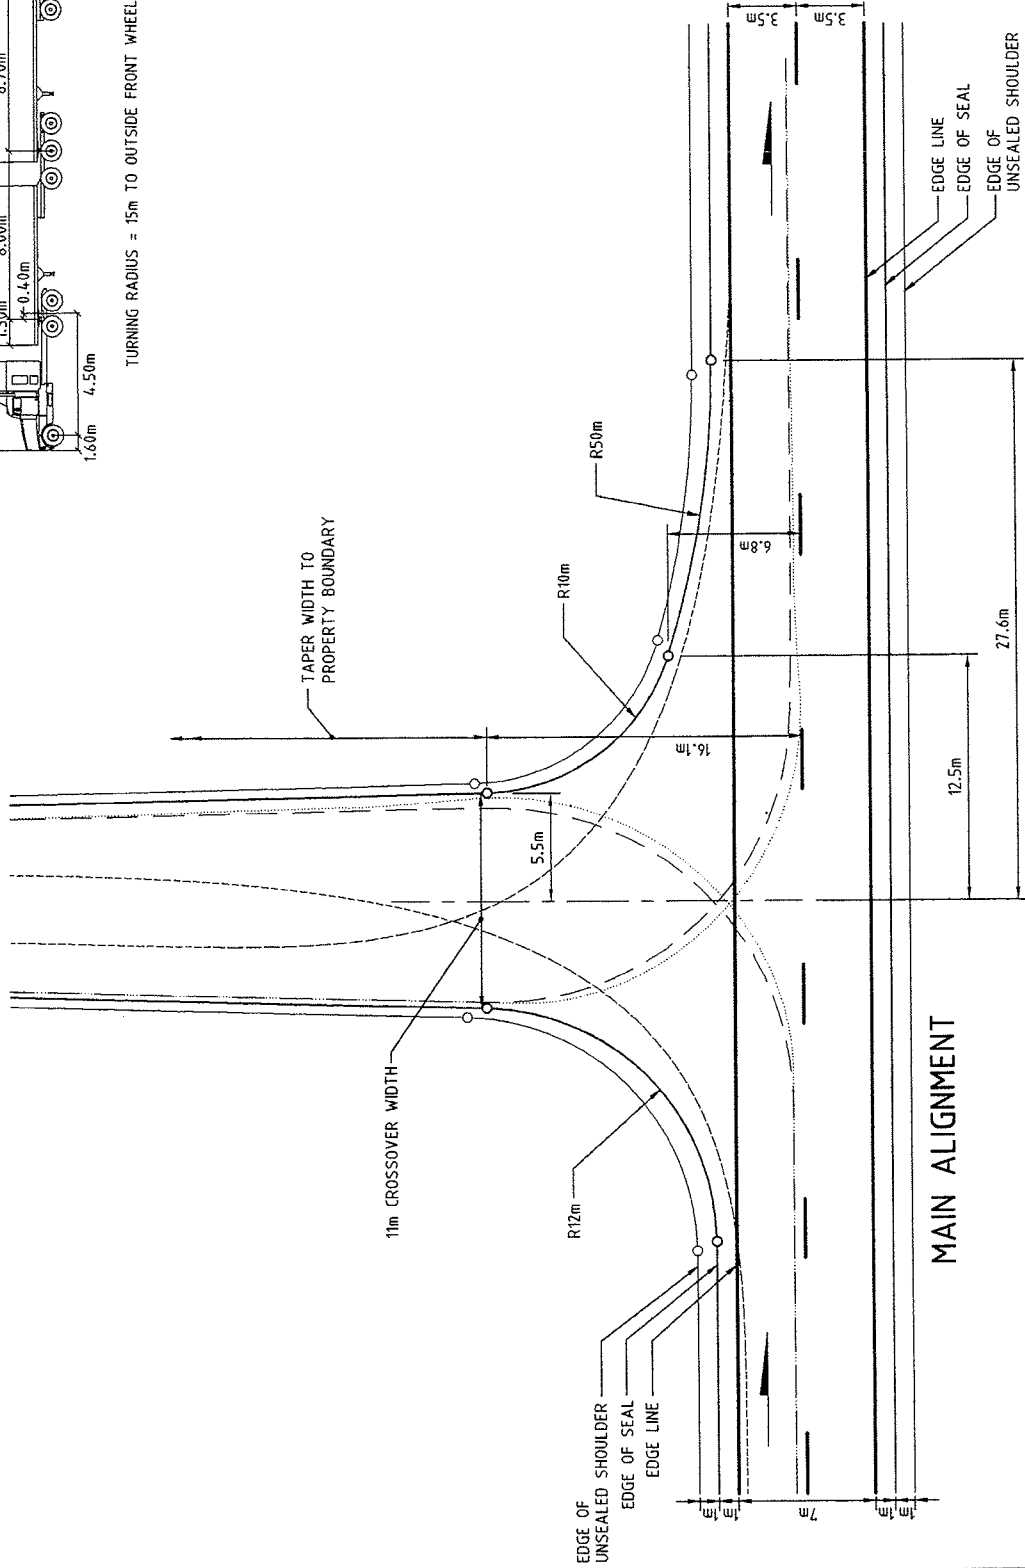 8.00m
0.40m
4.50m
1.60m
TURNING RADIUS = 15m TO OUTSIDE FRONT WHEEL
3.5m
3.5m
EDGE LINE
EDGE OF SEAL
EDGE OF
UNSEALED SHOULDER
TAPER WIDTH TO
PROPERTY BOUNDARY
R50m
R10m
6.8m
16.1m
5.5m
12.5m
27.6m
11m CROSSOVER WIDTH
R12m
EDGE OF
UNSEALED SHOULDER
EDGE OF SEAL
EDGE LINE
MAIN ALIGNMENT
1m
1m
7m
1m
1m